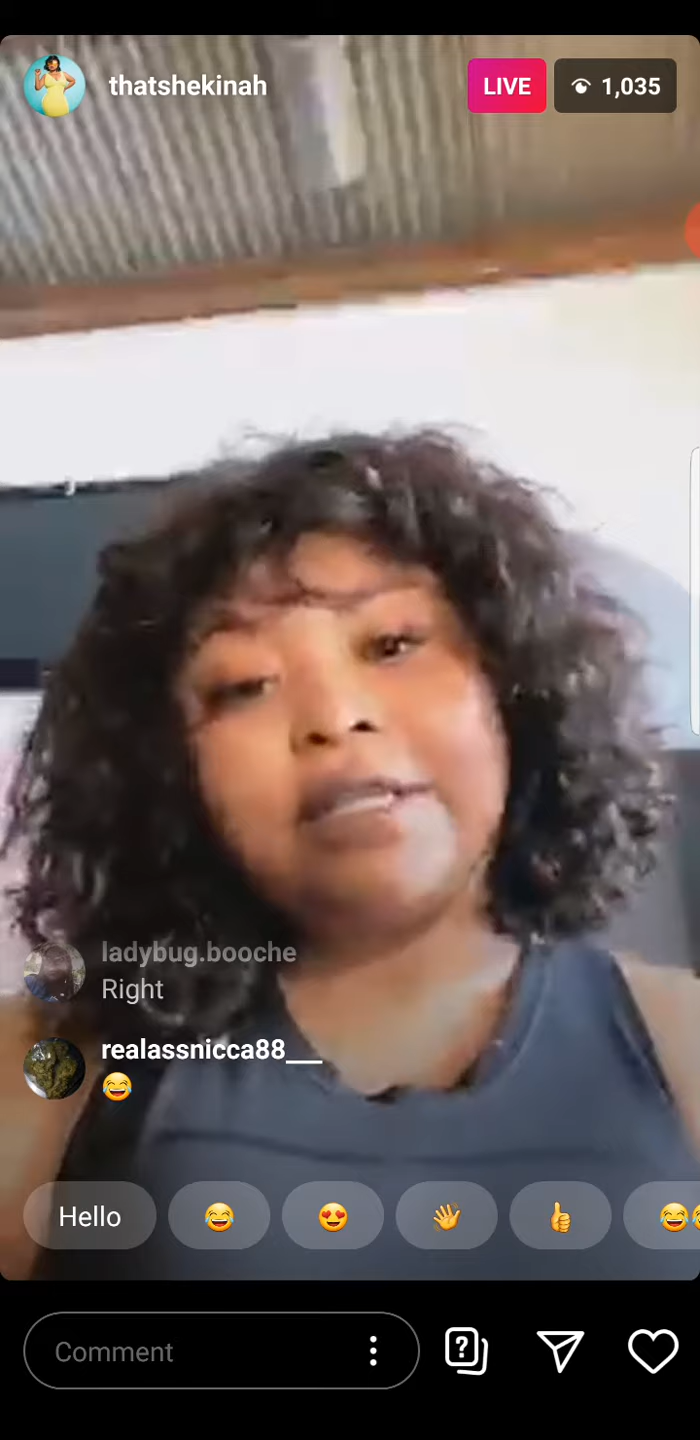 thatshekinah
LIVE 1,035
ladybug.booche
Right
realassnicca88___
😂
Hello 😂 😍 👋 👍 😂
Comment